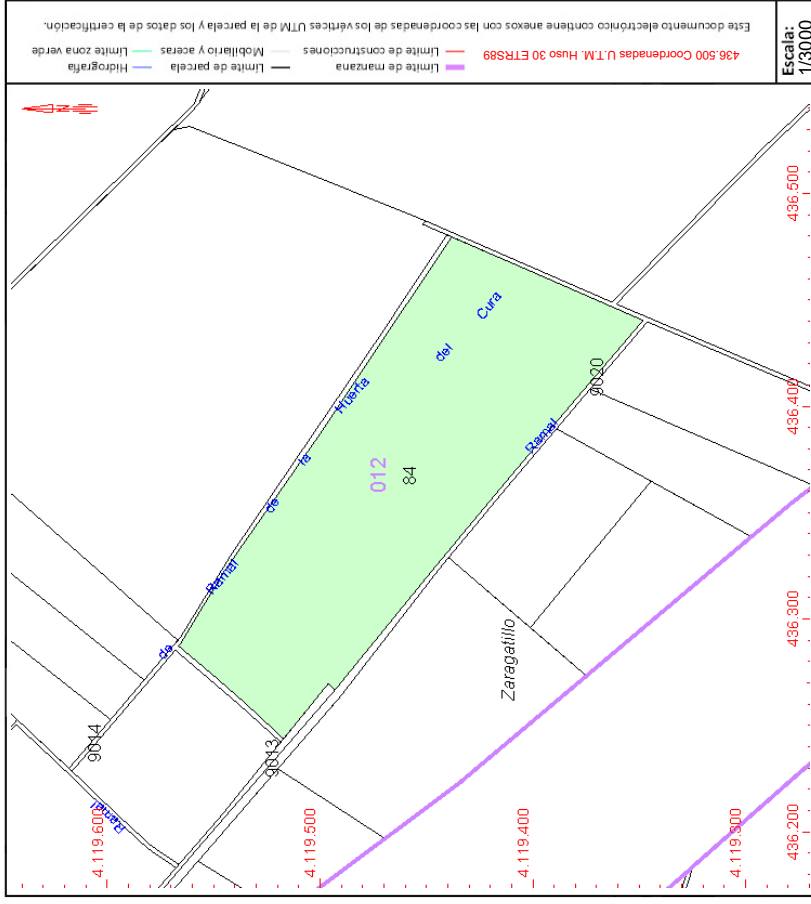 Este documento electrónico contiene anexos con las coordenadas de los vértices UTM de la parcela y los datos de la certificación.
436.500 Coordenadas U.T.M. Huso 30 ETRS89
Límite de manzana
Límite de construcciones
Límite de parcela
Mobiliario y aceras
Hidrografía
Límite zona verde
Escala:
1/3000
436.500
436.400
436.300
436.200
4.119.600
4.119.500
4.119.400
4.119.300
012
84
9020
9014
9013
Zaragatillo
Ramal
de
Ramal
de
la
Huerta
del
Cura
Ramal